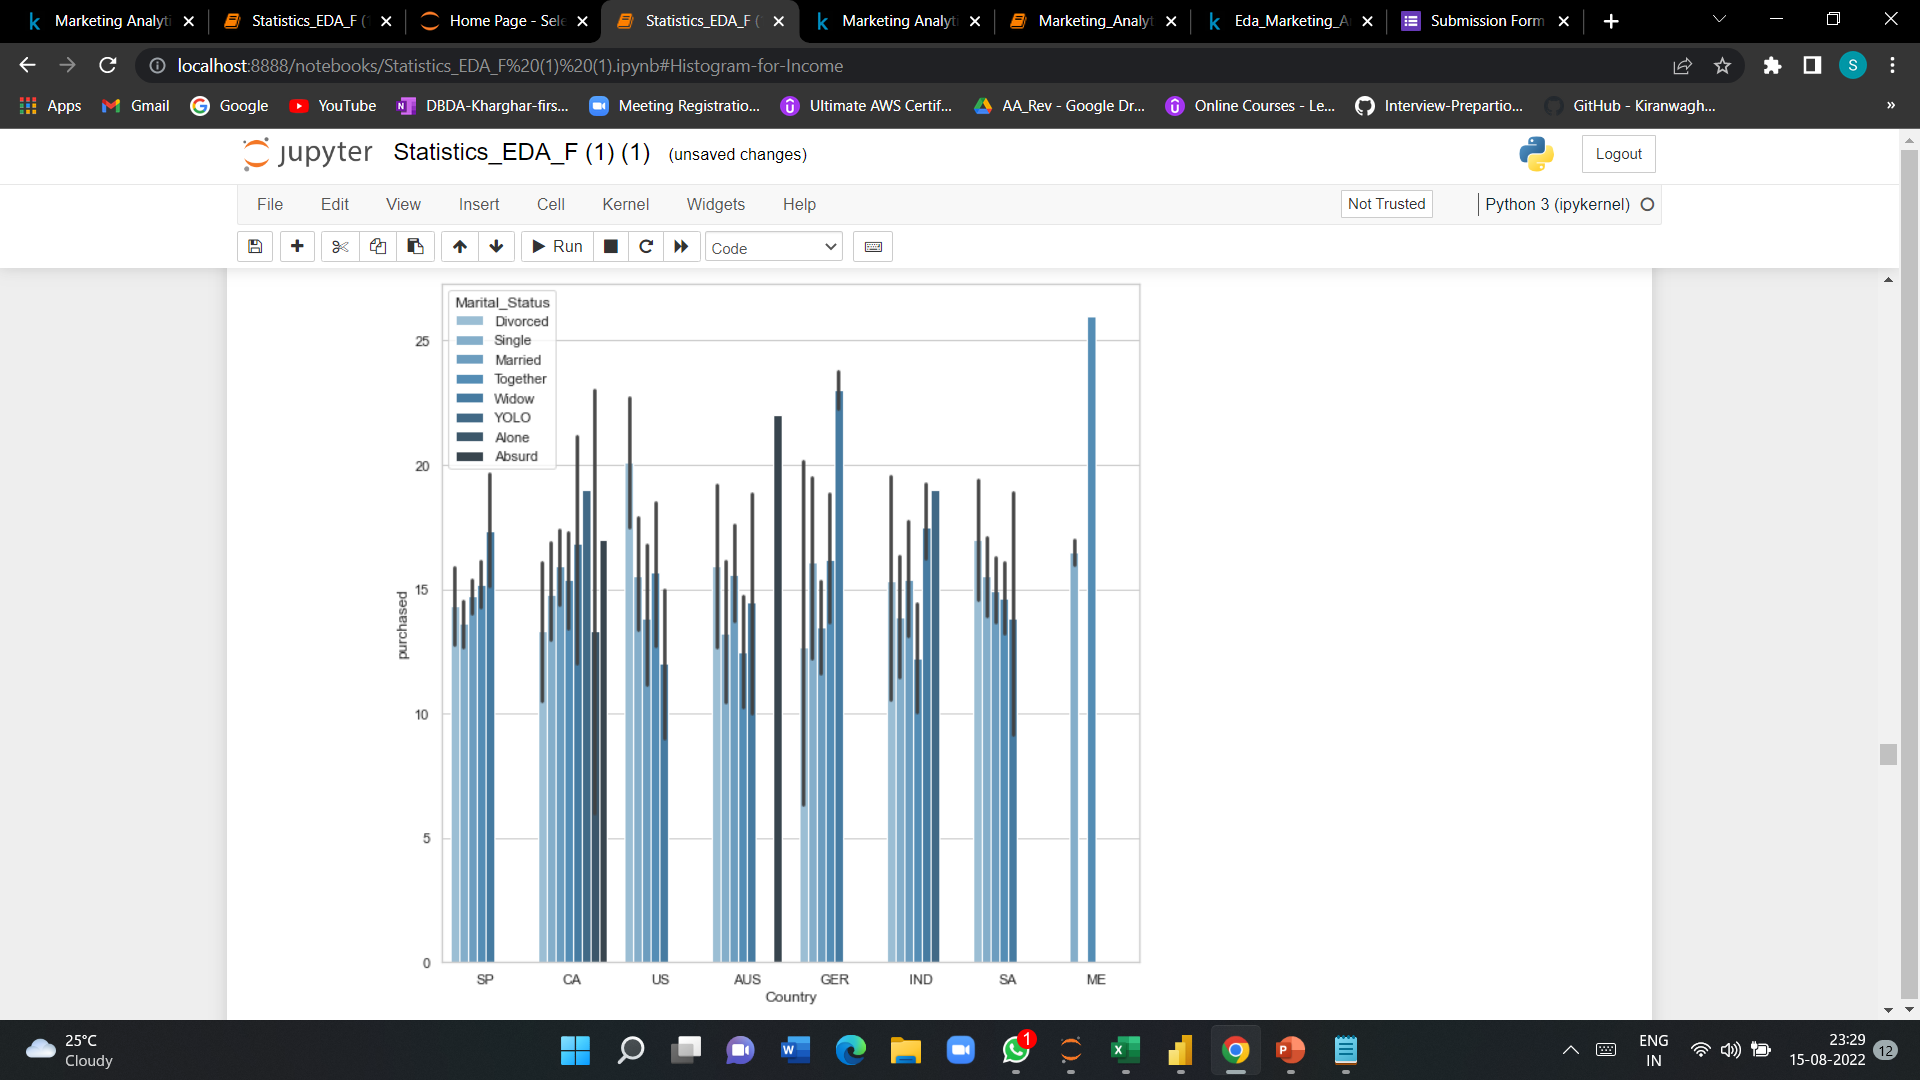 Marketing Analyti
Statistics_EDA_F (
Home Page - Sele
Statistics_EDA_F (
Marketing Analyti
Marketing_Analyt
Eda_Marketing_A
Submission Form
localhost:8888/notebooks/Statistics_EDA_F%20(1)%20(1).ipynb#Histogram-for-Income
S
Apps
Gmail
Google
YouTube
DBDA-Kharghar-firs...
Meeting Registratio...
Ultimate AWS Certif...
AA_Rev - Google Dr...
Online Courses - Le...
Interview-Prepartio...
GitHub - Kiranwagh...
»
jupyter Statistics_EDA_F (1) (1) (unsaved changes)
Logout
File Edit View Insert Cell Kernel Widgets Help
Not Trusted
Python 3 (ipykernel)
Run
Code
Marital_Status
Divorced
Single
Married
Together
Widow
YOLO
Alone
Absurd
25
20
15
10
5
0
purchased
SP CA US AUS GER IND SA ME
Country
25°C
Cloudy
1
ENG
IN
23:29
15-08-2022
12